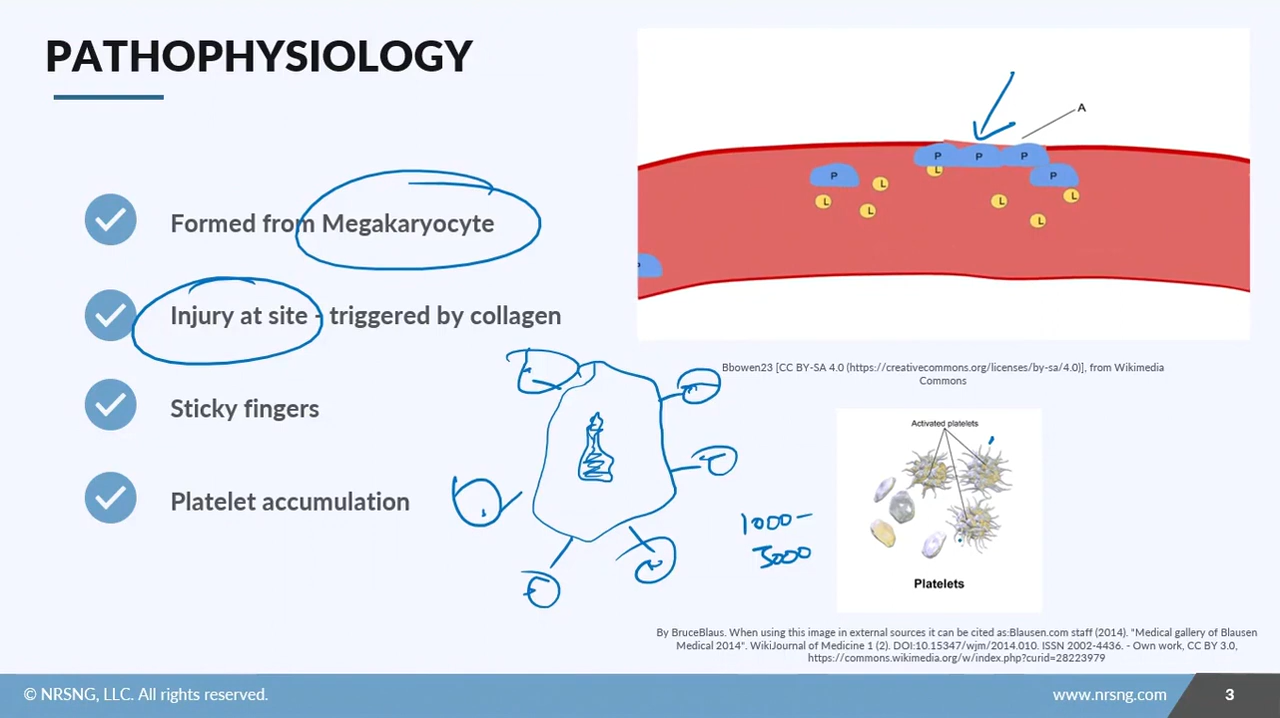 PATHOPHYSIOLOGY
Formed from Megakaryocyte
Injury at site - triggered by collagen
Sticky fingers
Platelet accumulation
1000-
3000
A
P
P
P
P
P
P
L
L
L
L
L
L
L
Bbowen23 [CC BY-SA 4.0 (https://creativecommons.org/licenses/by-sa/4.0)], from Wikimedia
Commons
Activated platelets
Platelets
By BruceBlaus. When using this image in external sources it can be cited as:Blausen.com staff (2014). "Medical gallery of Blausen
Medical 2014". WikiJournal of Medicine 1 (2). DOI:10.15347/wjm/2014.010. ISSN 2002-4436. - Own work, CC BY 3.0,
https://commons.wikimedia.org/w/index.php?curid=28223979
© NRSNG, LLC. All rights reserved.
www.nrsng.com
3